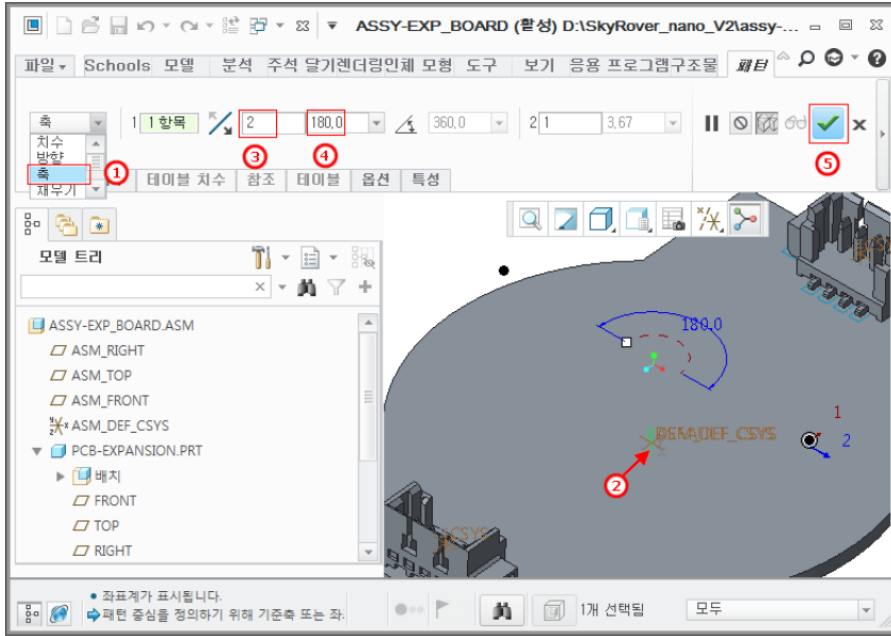 ASSY-EXP_BOARD (활성) D:\SkyRover_nano_V2\assy-...
파일 Schools 모델 분석 주석 달기렌더링인체 모형 도구 보기 응용 프로그램구조물 패턴
축 1 1 항목 2 180,0 360,0 2 1 3,67
치수
방향
축 ①
채우기
③ ④ ⑤
테이블 치수 참조 테이블 옵션 특성
모델 트리
ASSY-EXP_BOARD.ASM
ASM_RIGHT
ASM_TOP
ASM_FRONT
ASM_DEF_CSYS
PCB-EXPANSION.PRT
배치
FRONT
TOP
RIGHT
180,0
1
2
②
CSYS
좌표계가 표시됩니다.
패턴 중심을 정의하기 위해 기준축 또는 좌.
1개 선택됨 모두